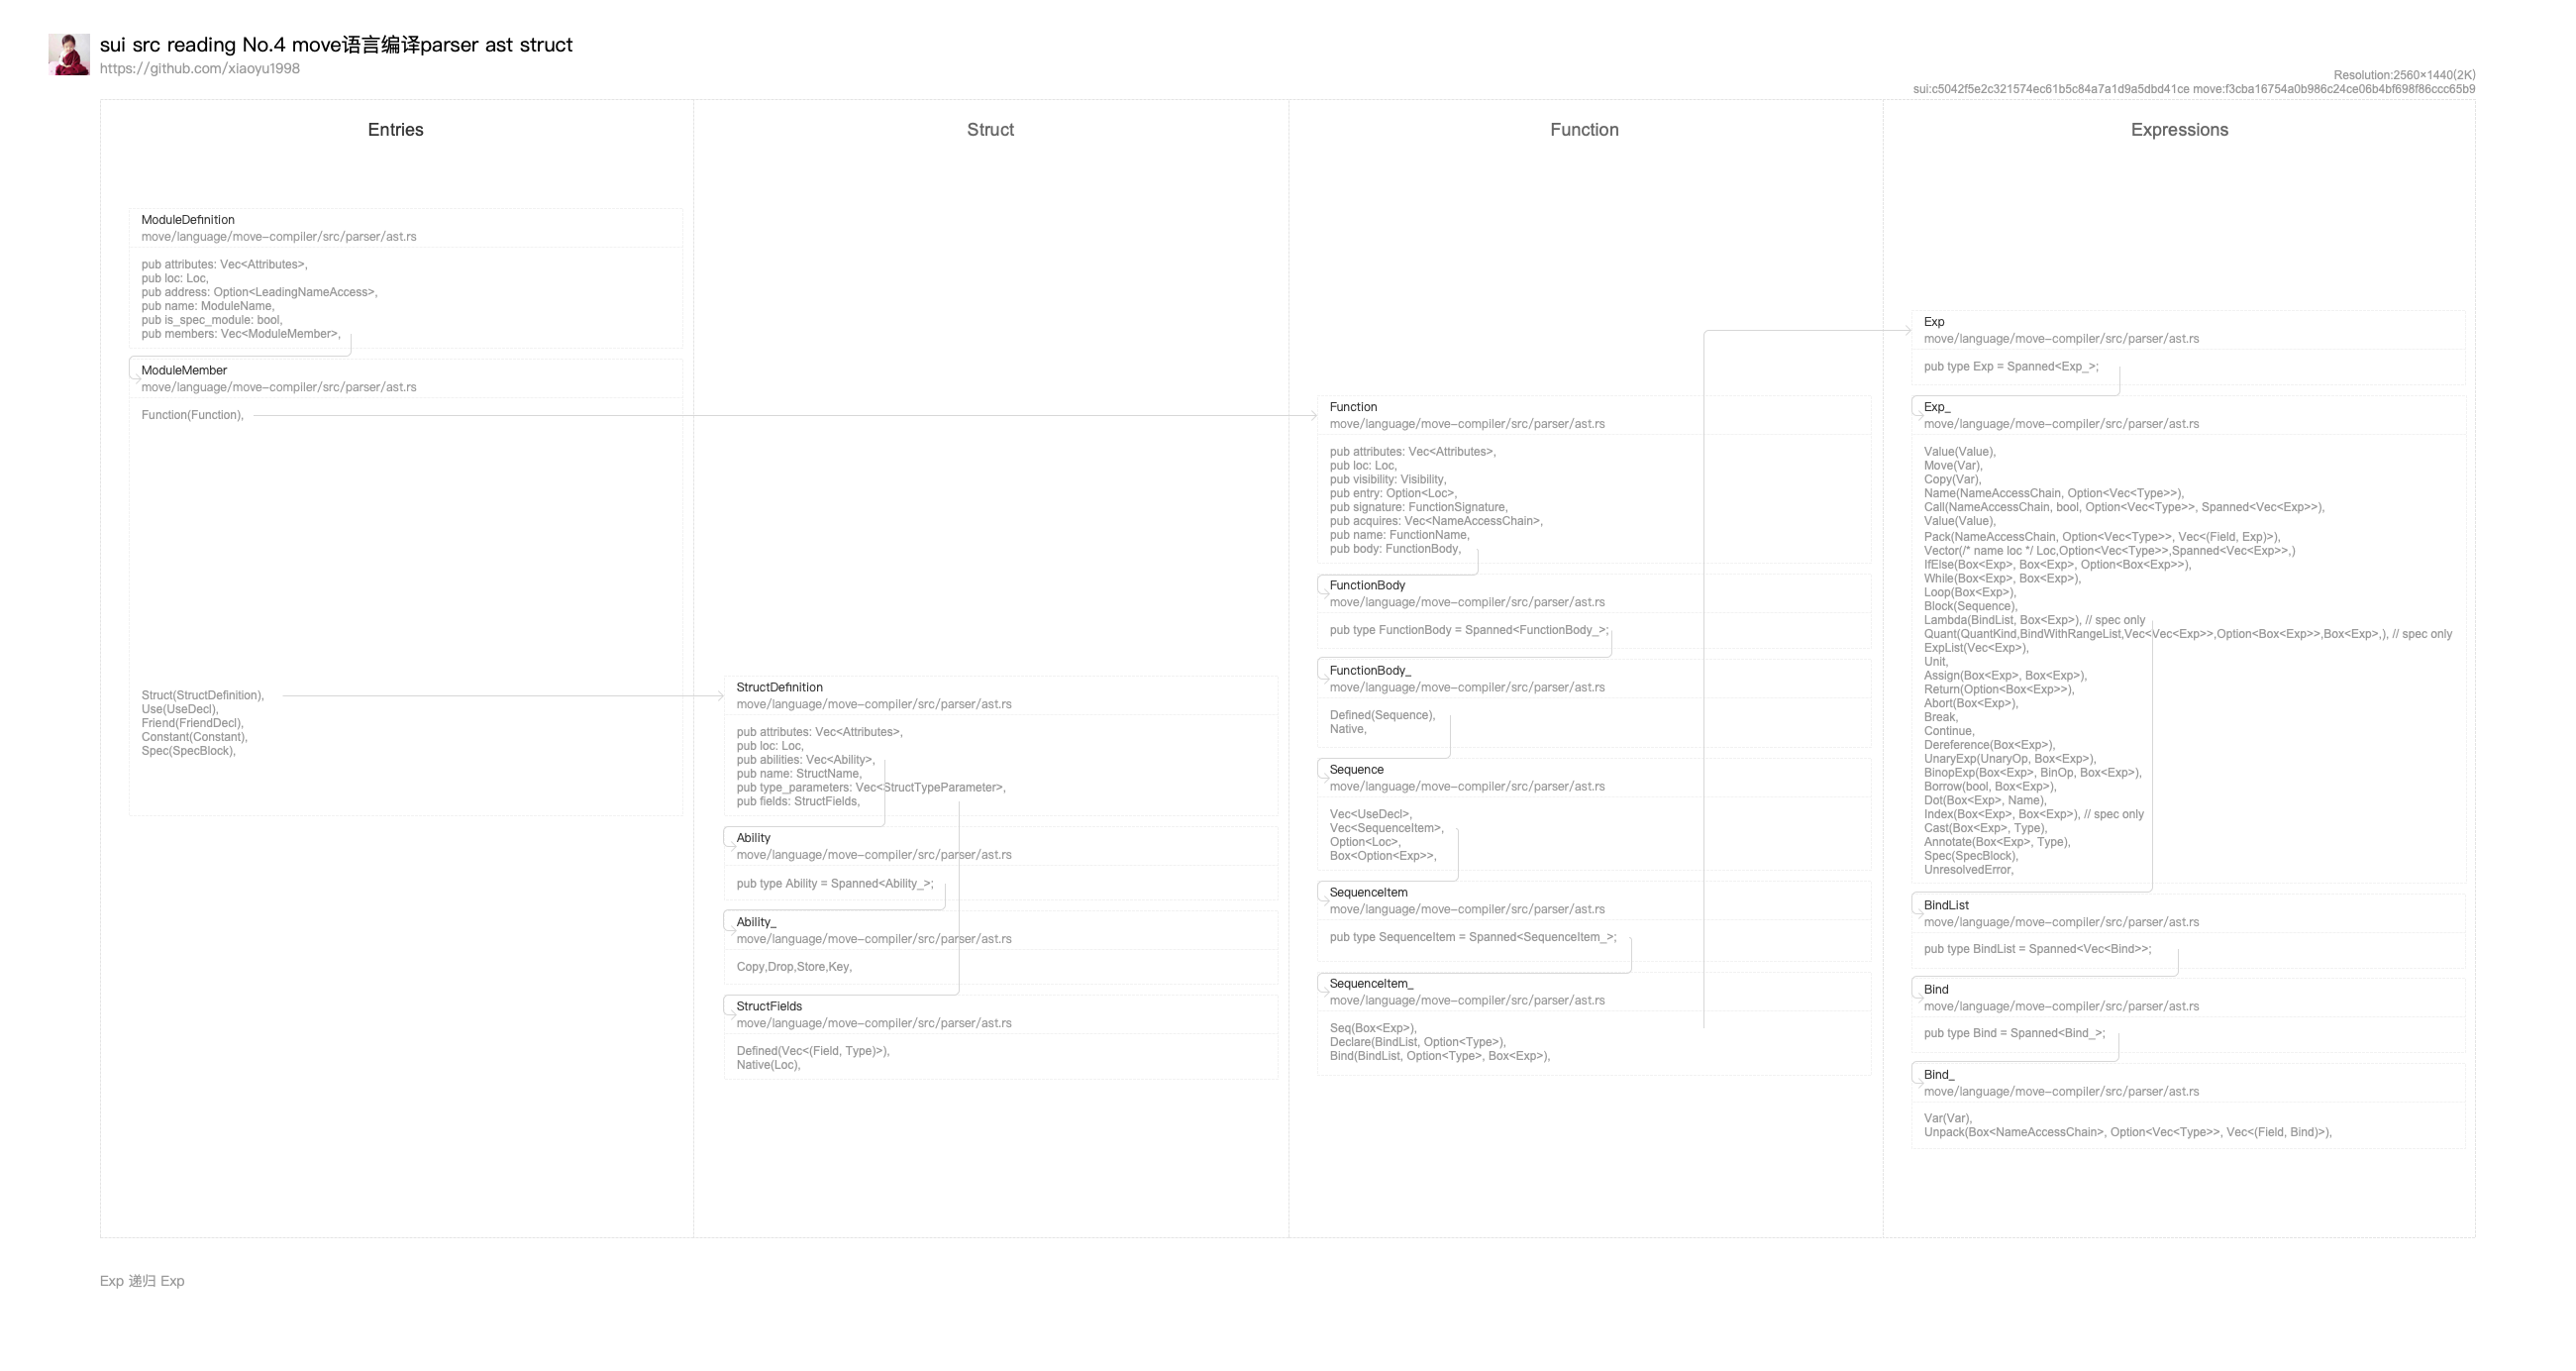 sui src reading No.4 move语言编译parser ast struct
https://github.com/xiaoyu1998
Resolution:2560×1440(2K)
sui:c5042f5e2c321574ec61b5c84a7a1d9a5dbd41ce move:f3cba16754a0b986c24ce06b4bf698f86ccc65b9
Entries
ModuleDefinition
move/language/move-compiler/src/parser/ast.rs
pub attributes: Vec<Attributes>,
pub loc: Loc,
pub address: Option<LeadingNameAccess>,
pub name: ModuleName,
pub is_spec_module: bool,
pub members: Vec<ModuleMember>,
ModuleMember
move/language/move-compiler/src/parser/ast.rs
Function(Function),
Struct(StructDefinition),
Use(UseDecl),
Friend(FriendDecl),
Constant(Constant),
Spec(SpecBlock),
Struct
StructDefinition
move/language/move-compiler/src/parser/ast.rs
pub attributes: Vec<Attributes>,
pub loc: Loc,
pub abilities: Vec<Ability>,
pub name: StructName,
pub type_parameters: Vec<StructTypeParameter>,
pub fields: StructFields,
Ability
move/language/move-compiler/src/parser/ast.rs
pub type Ability = Spanned<Ability_>;
Ability_
move/language/move-compiler/src/parser/ast.rs
Copy,Drop,Store,Key,
StructFields
move/language/move-compiler/src/parser/ast.rs
Defined(Vec<(Field, Type)>),
Native(Loc),
Function
Function
move/language/move-compiler/src/parser/ast.rs
pub attributes: Vec<Attributes>,
pub loc: Loc,
pub visibility: Visibility,
pub entry: Option<Loc>,
pub signature: FunctionSignature,
pub acquires: Vec<NameAccessChain>,
pub name: FunctionName,
pub body: FunctionBody,
FunctionBody
move/language/move-compiler/src/parser/ast.rs
pub type FunctionBody = Spanned<FunctionBody_>;
FunctionBody_
move/language/move-compiler/src/parser/ast.rs
Defined(Sequence),
Native,
Sequence
move/language/move-compiler/src/parser/ast.rs
Vec<UseDecl>,
Vec<SequenceItem>,
Option<Loc>,
Box<Option<Exp>>,
SequenceItem
move/language/move-compiler/src/parser/ast.rs
pub type SequenceItem = Spanned<SequenceItem_>;
SequenceItem_
move/language/move-compiler/src/parser/ast.rs
Seq(Box<Exp>),
Declare(BindList, Option<Type>),
Bind(BindList, Option<Type>, Box<Exp>),
Expressions
Exp
move/language/move-compiler/src/parser/ast.rs
pub type Exp = Spanned<Exp_>;
Exp_
move/language/move-compiler/src/parser/ast.rs
Value(Value),
Move(Var),
Copy(Var),
Name(NameAccessChain, Option<Vec<Type>>),
Call(NameAccessChain, bool, Option<Vec<Type>>, Spanned<Vec<Exp>>),
Value(Value),
Pack(NameAccessChain, Option<Vec<Type>>, Vec<(Field, Exp)>),
Vector(/* name loc */ Loc,Option<Vec<Type>>,Spanned<Vec<Exp>>,)
IfElse(Box<Exp>, Box<Exp>, Option<Box<Exp>>),
While(Box<Exp>, Box<Exp>),
Loop(Box<Exp>),
Block(Sequence),
Lambda(BindList, Box<Exp>), // spec only
Quant(QuantKind,BindWithRangeList,Vec<Vec<Exp>>,Option<Box<Exp>>,Box<Exp>,), // spec only
ExpList(Vec<Exp>),
Unit,
Assign(Box<Exp>, Box<Exp>),
Return(Option<Box<Exp>>),
Abort(Box<Exp>),
Break,
Continue,
Dereference(Box<Exp>),
UnaryExp(UnaryOp, Box<Exp>),
BinopExp(Box<Exp>, BinOp, Box<Exp>),
Borrow(bool, Box<Exp>),
Dot(Box<Exp>, Name),
Index(Box<Exp>, Box<Exp>), // spec only
Cast(Box<Exp>, Type),
Annotate(Box<Exp>, Type),
Spec(SpecBlock),
UnresolvedError,
BindList
move/language/move-compiler/src/parser/ast.rs
pub type BindList = Spanned<Vec<Bind>>;
Bind
move/language/move-compiler/src/parser/ast.rs
pub type Bind = Spanned<Bind_>;
Bind_
move/language/move-compiler/src/parser/ast.rs
Var(Var),
Unpack(Box<NameAccessChain>, Option<Vec<Type>>, Vec<(Field, Bind)>),
Exp 递归 Exp